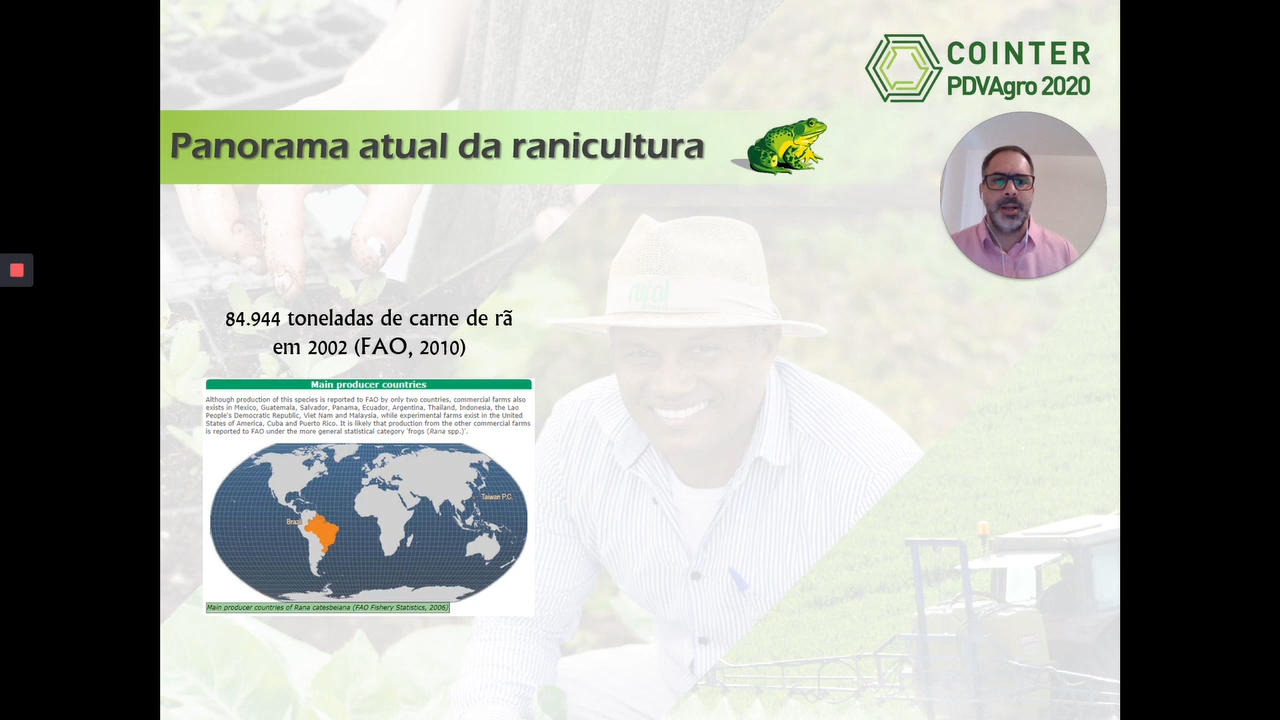 COINTER
PDVAgro 2020
Panorama atual da ranicultura
84.944 toneladas de carne de rã
em 2002 (FAO, 2010)
Main producer countries
Although production of this species is reported to FAO by only two countries, commercial farms also
exists in Mexico, Guatemala, Salvador, Panama, Ecuador, Argentina, Thailand, Indonesia, the Lao
People's Democratic Republic, Viet Nam and Malaysia, while experimental farms exist in the United
States of America, Cuba and Puerto Rico. It is likely that production from the other commercial farms
is reported to FAO under the more general statistical category 'frogs (Rana spp.)'.
Taiwan P.C.
Brazil
Main producer countries of Rana catesbeiana (FAO Fishery Statistics, 2006)